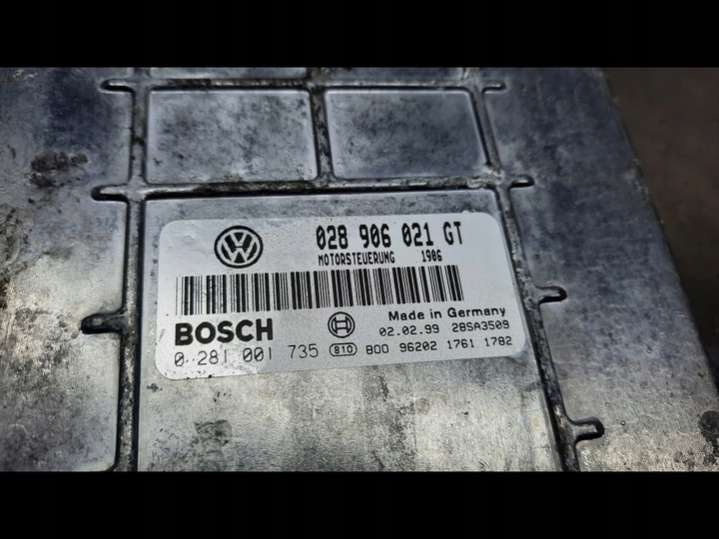 028 906 021 GT
MOTORSTEUERUNG 1906
BOSCH
Made in Germany
02.02.99 28SA3509
0 281 001 735 B10 800 96202 1761 1782